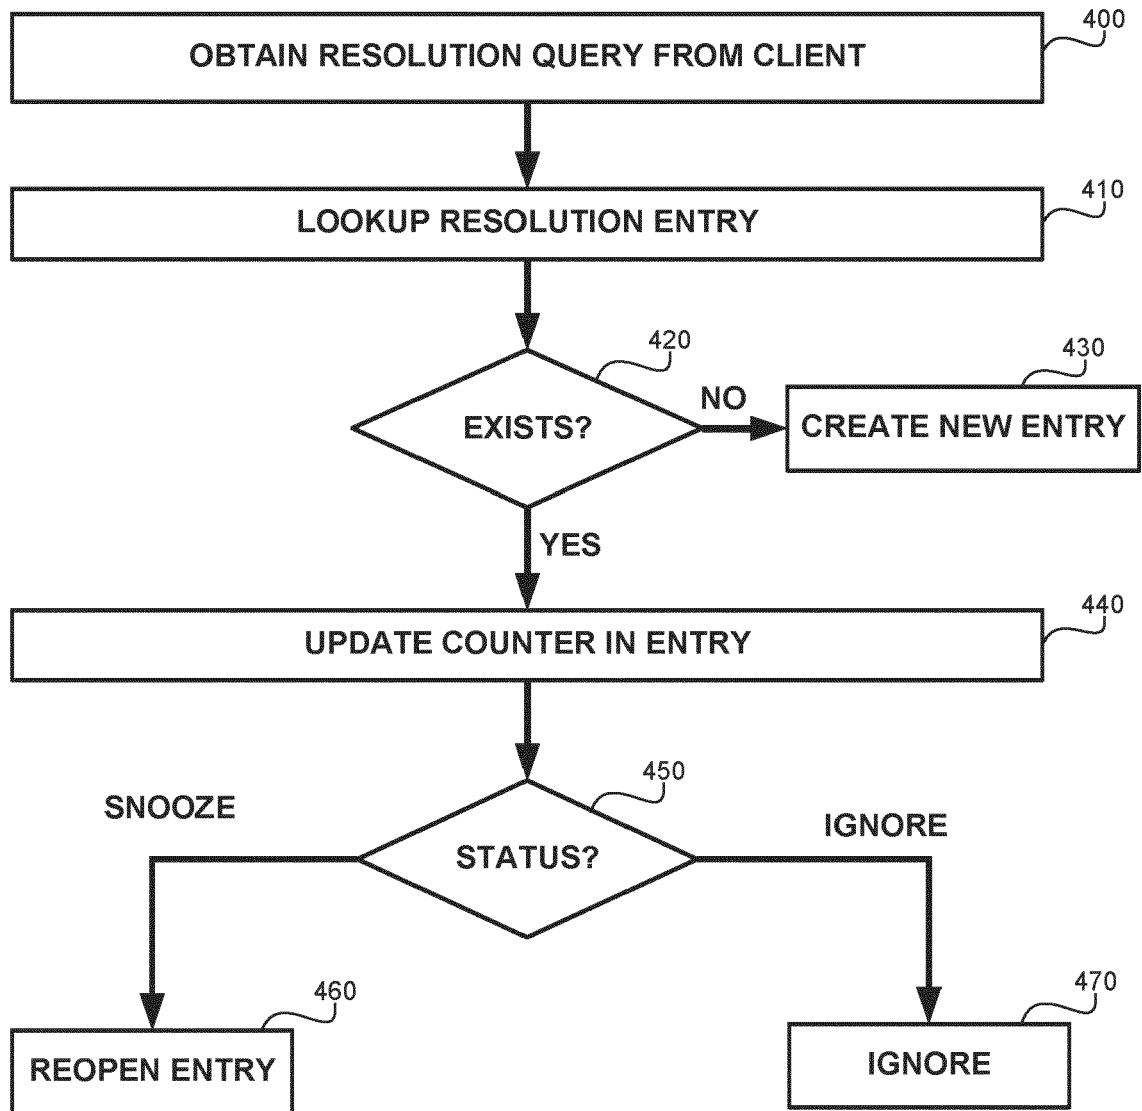 400
OBTAIN RESOLUTION QUERY FROM CLIENT
410
LOOKUP RESOLUTION ENTRY
420
430
NO
EXISTS?
CREATE NEW ENTRY
YES
440
UPDATE COUNTER IN ENTRY
450
SNOOZE
IGNORE
STATUS?
460
470
REOPEN ENTRY
IGNORE